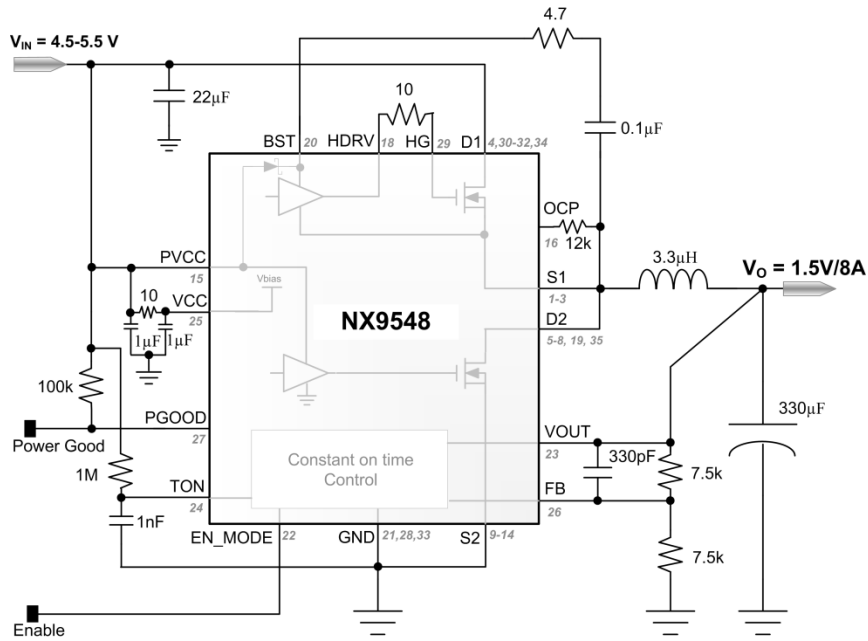 4.7
V_IN = 4.5-5.5 V
10
22µF
0.1µF
BST 20 HDRV 18 HG 29 D1 4,30-32,34
OCP
16 12k
PVCC
15
3.3µH
V_O = 1.5V/8A
S1
1-3
Vbias
10 VCC
25
NX9548
D2
5-8, 19, 35
1µF 1µF
100k
PGOOD
27
Power Good
330µF
VOUT
23
Constant on time
Control
330pF
7.5k
1M
TON
24
FB
26
1nF
EN_MODE 22 GND 21,28,33 S2 9-14
7.5k
Enable